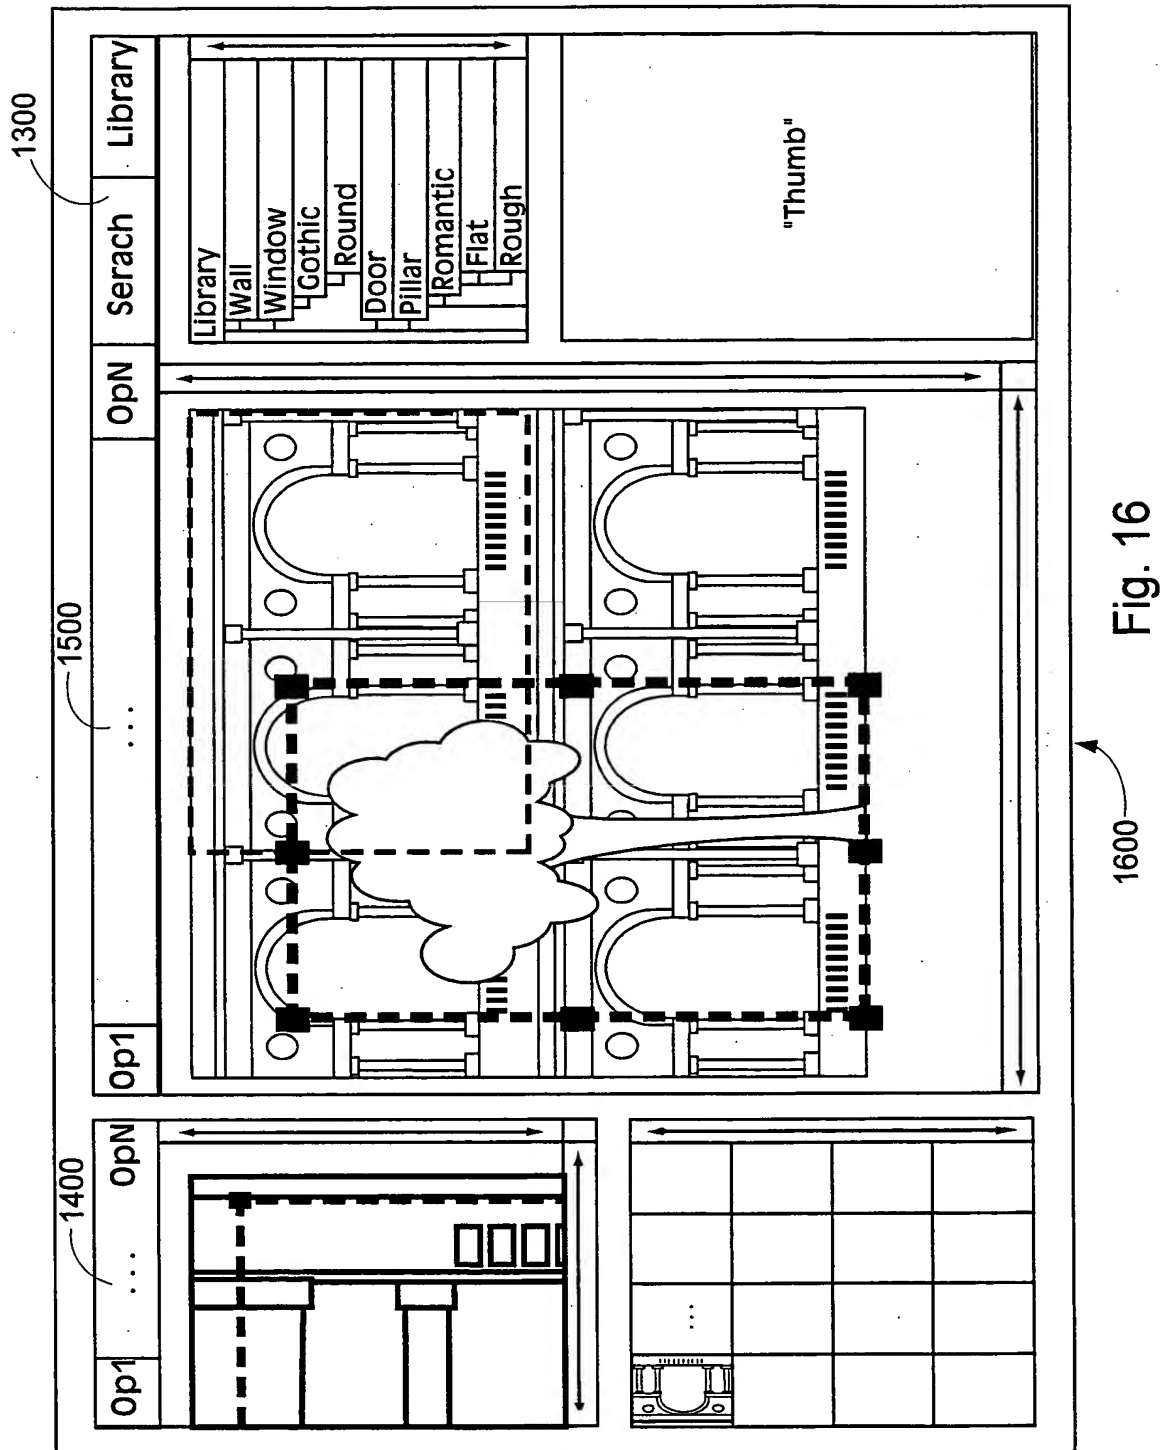 1400
1500
1300
Op1
...
OpN
Op1
...
OpN
Serach
Library
Library
Wall
Window
Gothic
Round
Door
Pillar
Romantic
Flat
Rough
...
"Thumb"
1600
Fig. 16